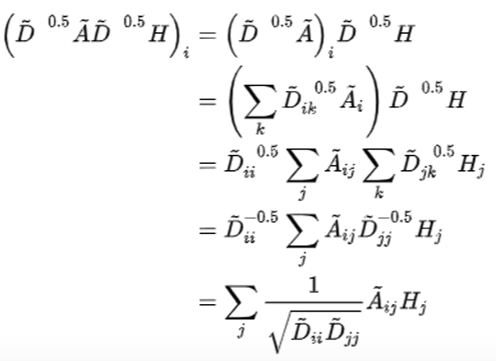 (D̃ ^0.5 ÃD̃ ^0.5 H)_i = (D̃ ^0.5 Ã)_i D̃ ^0.5 H
= (∑_k D̃_ik^0.5 Ã_i) D̃ ^0.5 H
= D̃_ii^0.5 ∑_j Ã_ij ∑_k D̃_jk^0.5 H_j
= D̃_ii^−0.5 ∑_j Ã_ij D̃_jj^−0.5 H_j
= ∑_j 1/√(D̃_ii D̃_jj) Ã_ij H_j